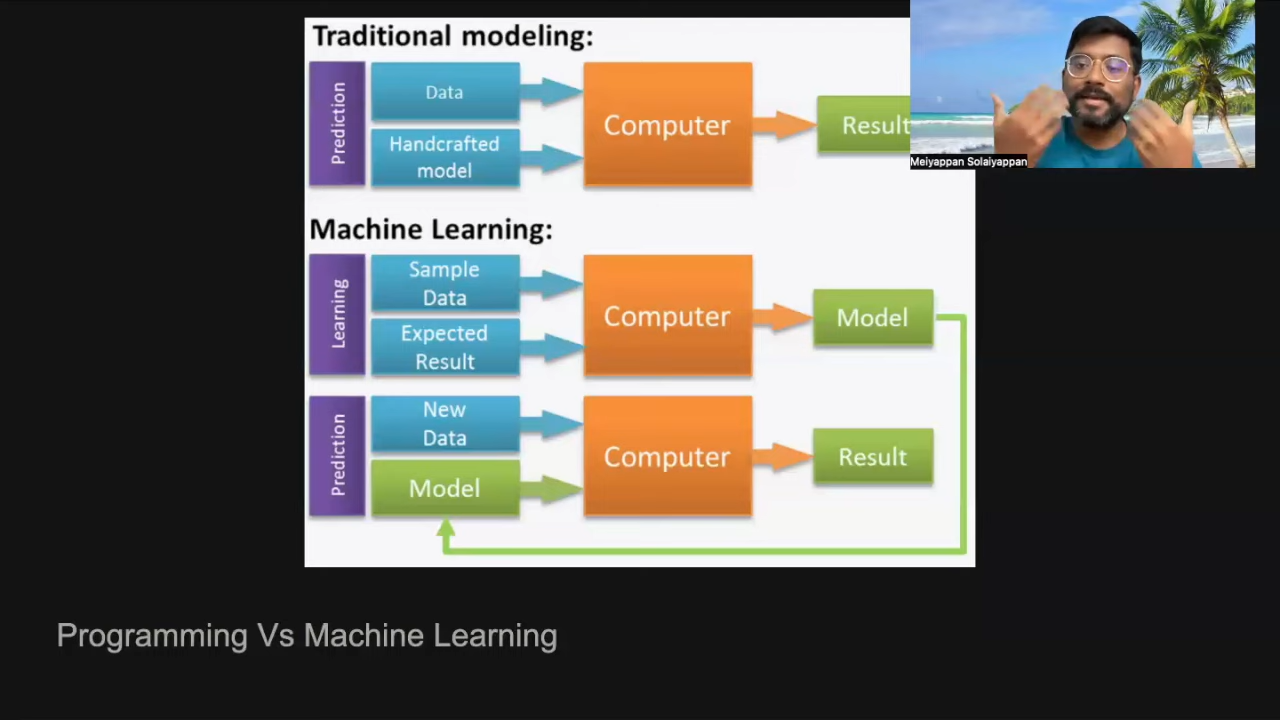 Traditional modeling:
Prediction
Data
Handcrafted
model
Computer
Result
Meiyappan Solaiyappan
Machine Learning:
Learning
Sample
Data
Expected
Result
Computer
Model
Prediction
New
Data
Model
Computer
Result
Programming Vs Machine Learning